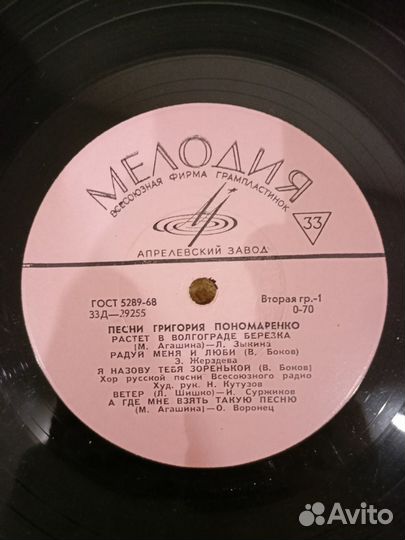 МЕЛОДИЯ
ВСЕСОЮЗНАЯ ФИРМА ГРАМПЛАСТИНОК
33
АПРЕЛЕВСКИЙ ЗАВОД
ГОСТ 5289-68
Вторая гр.-1
33Д—29255
0-70
ПЕСНИ ГРИГОРИЯ ПОНОМАРЕНКО
РАСТЕТ В ВОЛГОГРАДЕ БЕРЕЗКА
(М. Агашина)—Л. Зыкина
РАДУЙ МЕНЯ И ЛЮБИ (В. Боков)
Э. Жерздева
Я НАЗОВУ ТЕБЯ ЗОРЕНЬКОЙ (В. Боков)
Хор русской песни Всесоюзного радио
Худ. рук. Н. Кутузов
ВЕТЕР (Л. Шишко)—И. Суржинов
А ГДЕ МНЕ ВЗЯТЬ ТАКУЮ ПЕСНЮ
(М. Агашина)—О. Воронец
Avito